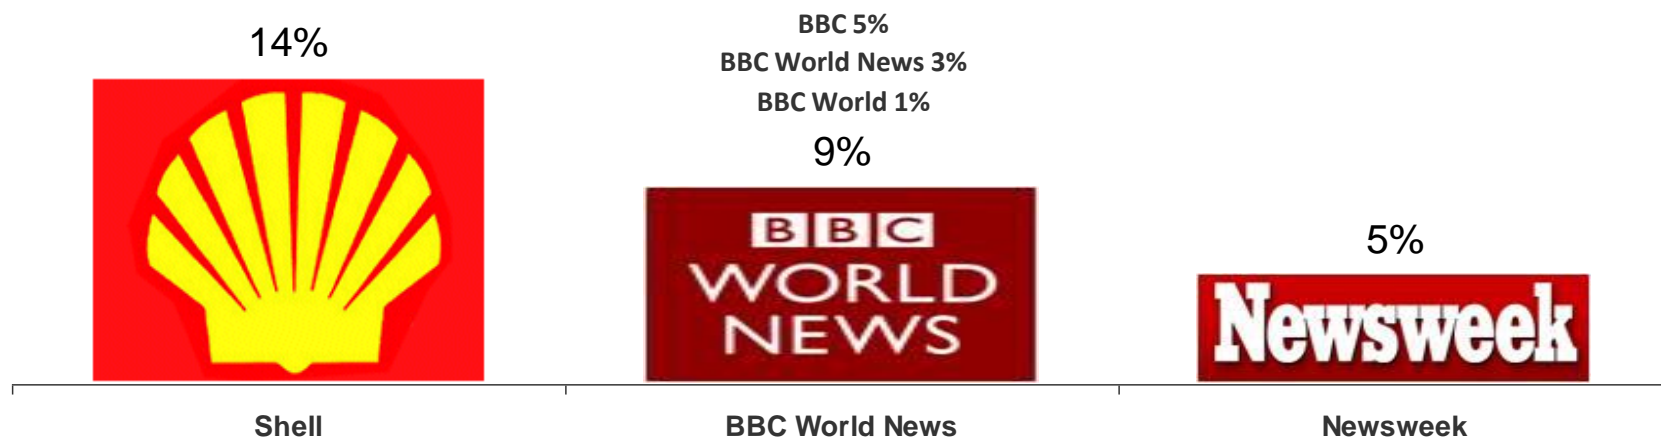 14%
BBC 5%
BBC World News 3%
BBC World 1%
9%
5%
BBC
WORLD
NEWS
Newsweek
Shell
BBC World News
Newsweek